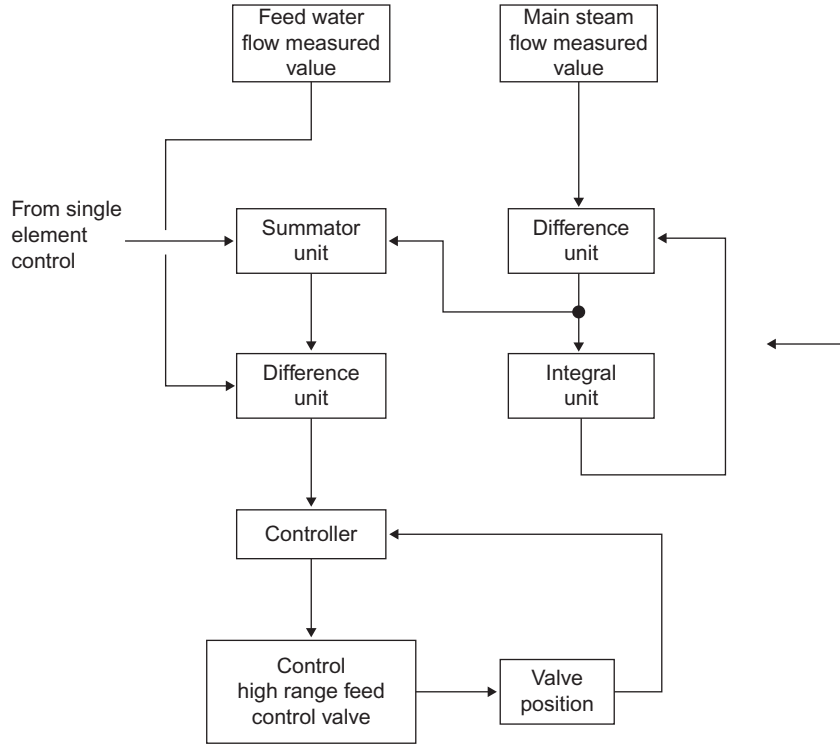 Feed water
flow measured
value
Main steam
flow measured
value
From single
element
control
Summator
unit
Difference
unit
Difference
unit
Integral
unit
Controller
Control
high range feed
control valve
Valve
position